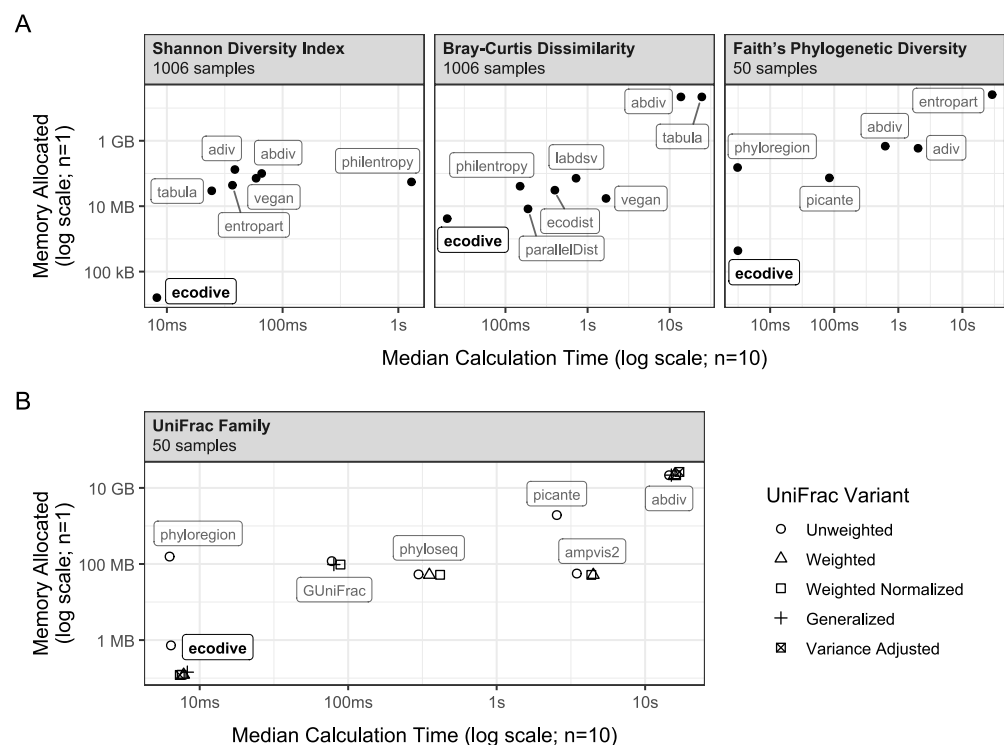 A
Shannon Diversity Index
1006 samples
Bray-Curtis Dissimilarity
1006 samples
Faith's Phylogenetic Diversity
50 samples
Memory Allocated
(log scale; n=1)
1 GB
10 MB
100 kB
adiv
abdiv
philentropy
tabula
vegan
entropart
ecodive
abdiv
tabula
labdsv
philentropy
vegan
ecodist
ecodive
parallelDist
entropart
abdiv
phyloregion
adiv
picante
ecodive
10ms
100ms
1s
100ms
1s
10s
10ms
100ms
1s
10s
Median Calculation Time (log scale; n=10)
B
UniFrac Family
50 samples
Memory Allocated
(log scale; n=1)
10 GB
100 MB
1 MB
picante
abdiv
phyloregion
phyloseq
ampvis2
GUniFrac
ecodive
10ms
100ms
1s
10s
Median Calculation Time (log scale; n=10)
UniFrac Variant
Unweighted
Weighted
Weighted Normalized
Generalized
Variance Adjusted